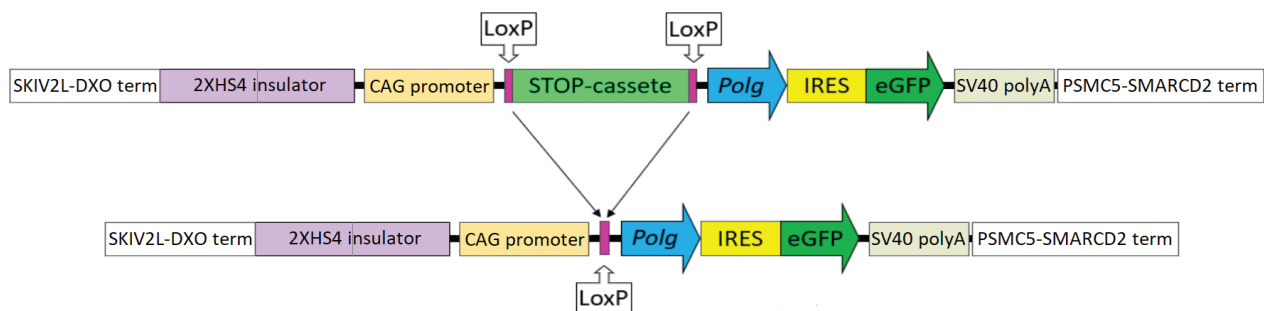 LoxP LoxP
SKIV2L-DXO term 2XHS4 insulator CAG promoter STOP-cassete Polg IRES eGFP SV40 polyA PSMC5-SMARCD2 term
SKIV2L-DXO term 2XHS4 insulator CAG promoter Polg IRES eGFP SV40 polyA PSMC5-SMARCD2 term
LoxP